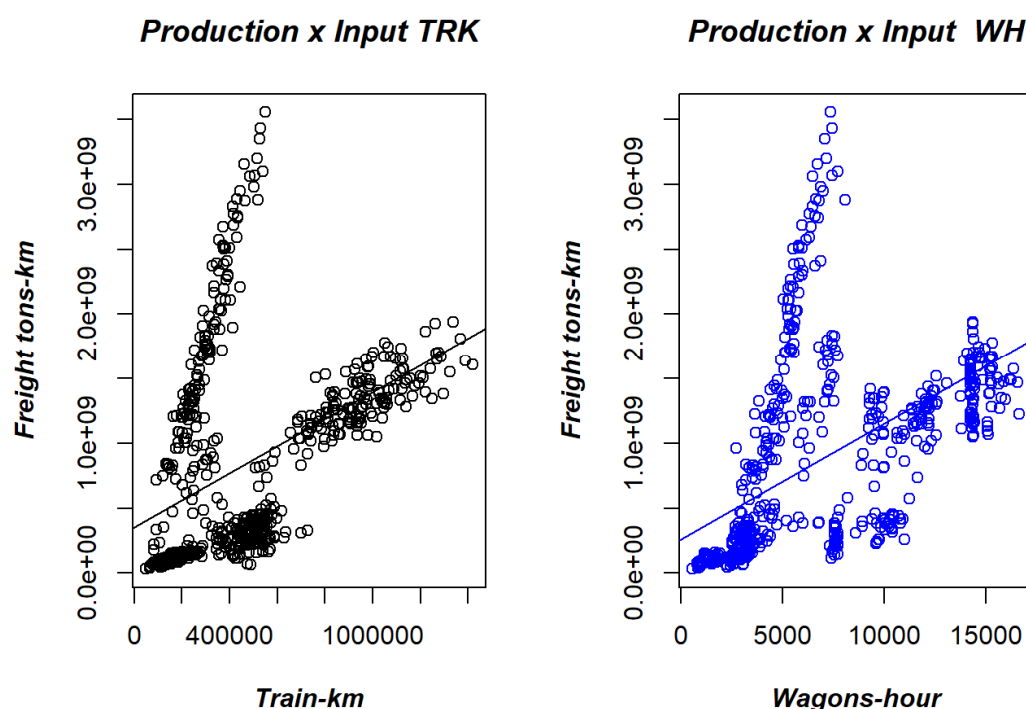 Production x Input TRK
Freight tons-km
0.0e+00 1.0e+09 2.0e+09 3.0e+09
0 400000 1000000
Train-km
Production x Input WH
Freight tons-km
0.0e+00 1.0e+09 2.0e+09 3.0e+09
0 5000 10000 15000
Wagons-hour